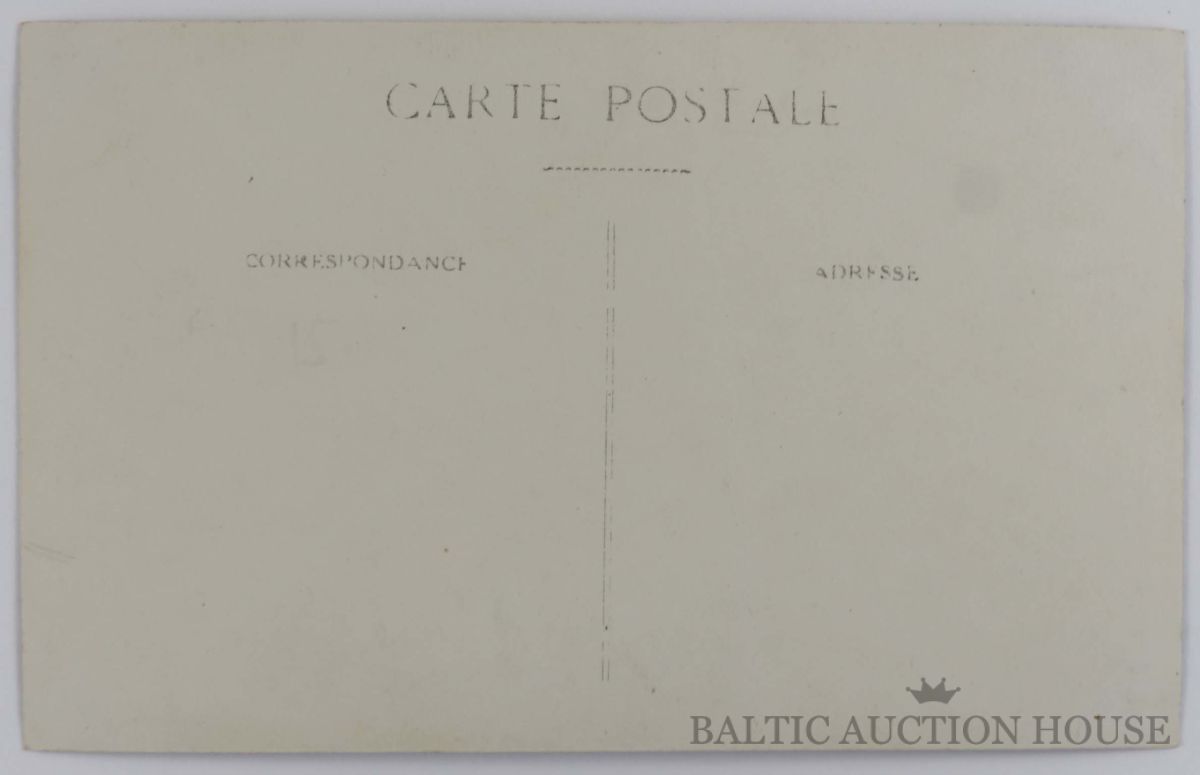 CARTE POSTALE
CORRESPONDANCE
ADRESSE
BALTIC AUCTION HOUSE